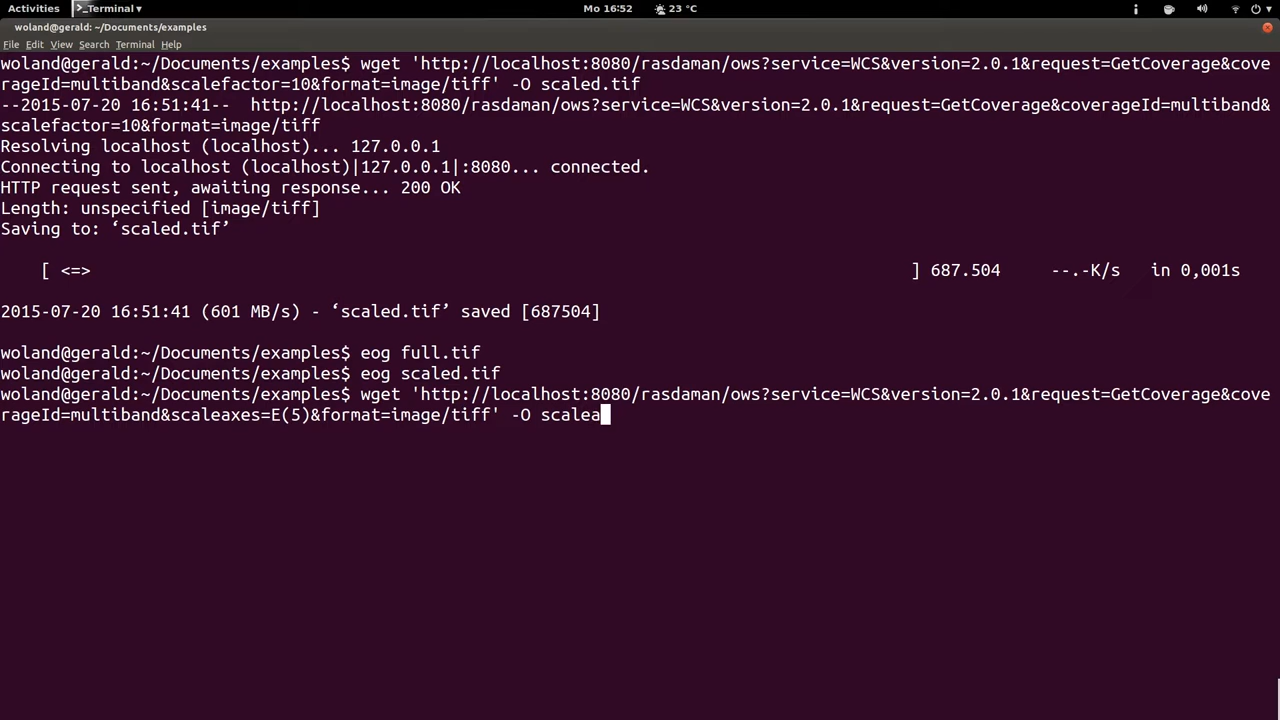 Activities >_Terminal ▾ Mo 16:52 23 °C
woland@gerald: ~/Documents/examples
File Edit View Search Terminal Help
woland@gerald:~/Documents/examples$ wget 'http://localhost:8080/rasdaman/ows?service=WCS&version=2.0.1&request=GetCoverage&cove
rageId=multiband&scalefactor=10&format=image/tiff' -O scaled.tif
--2015-07-20 16:51:41--  http://localhost:8080/rasdaman/ows?service=WCS&version=2.0.1&request=GetCoverage&coverageId=multiband&
scalefactor=10&format=image/tiff
Resolving localhost (localhost)... 127.0.0.1
Connecting to localhost (localhost)|127.0.0.1|:8080... connected.
HTTP request sent, awaiting response... 200 OK
Length: unspecified [image/tiff]
Saving to: ‘scaled.tif’
[ <=> ] 687.504 --.-K/s in 0,001s
2015-07-20 16:51:41 (601 MB/s) - ‘scaled.tif’ saved [687504]
woland@gerald:~/Documents/examples$ eog full.tif
woland@gerald:~/Documents/examples$ eog scaled.tif
woland@gerald:~/Documents/examples$ wget 'http://localhost:8080/rasdaman/ows?service=WCS&version=2.0.1&request=GetCoverage&cove
rageId=multiband&scaleaxes=E(5)&format=image/tiff' -O scalea